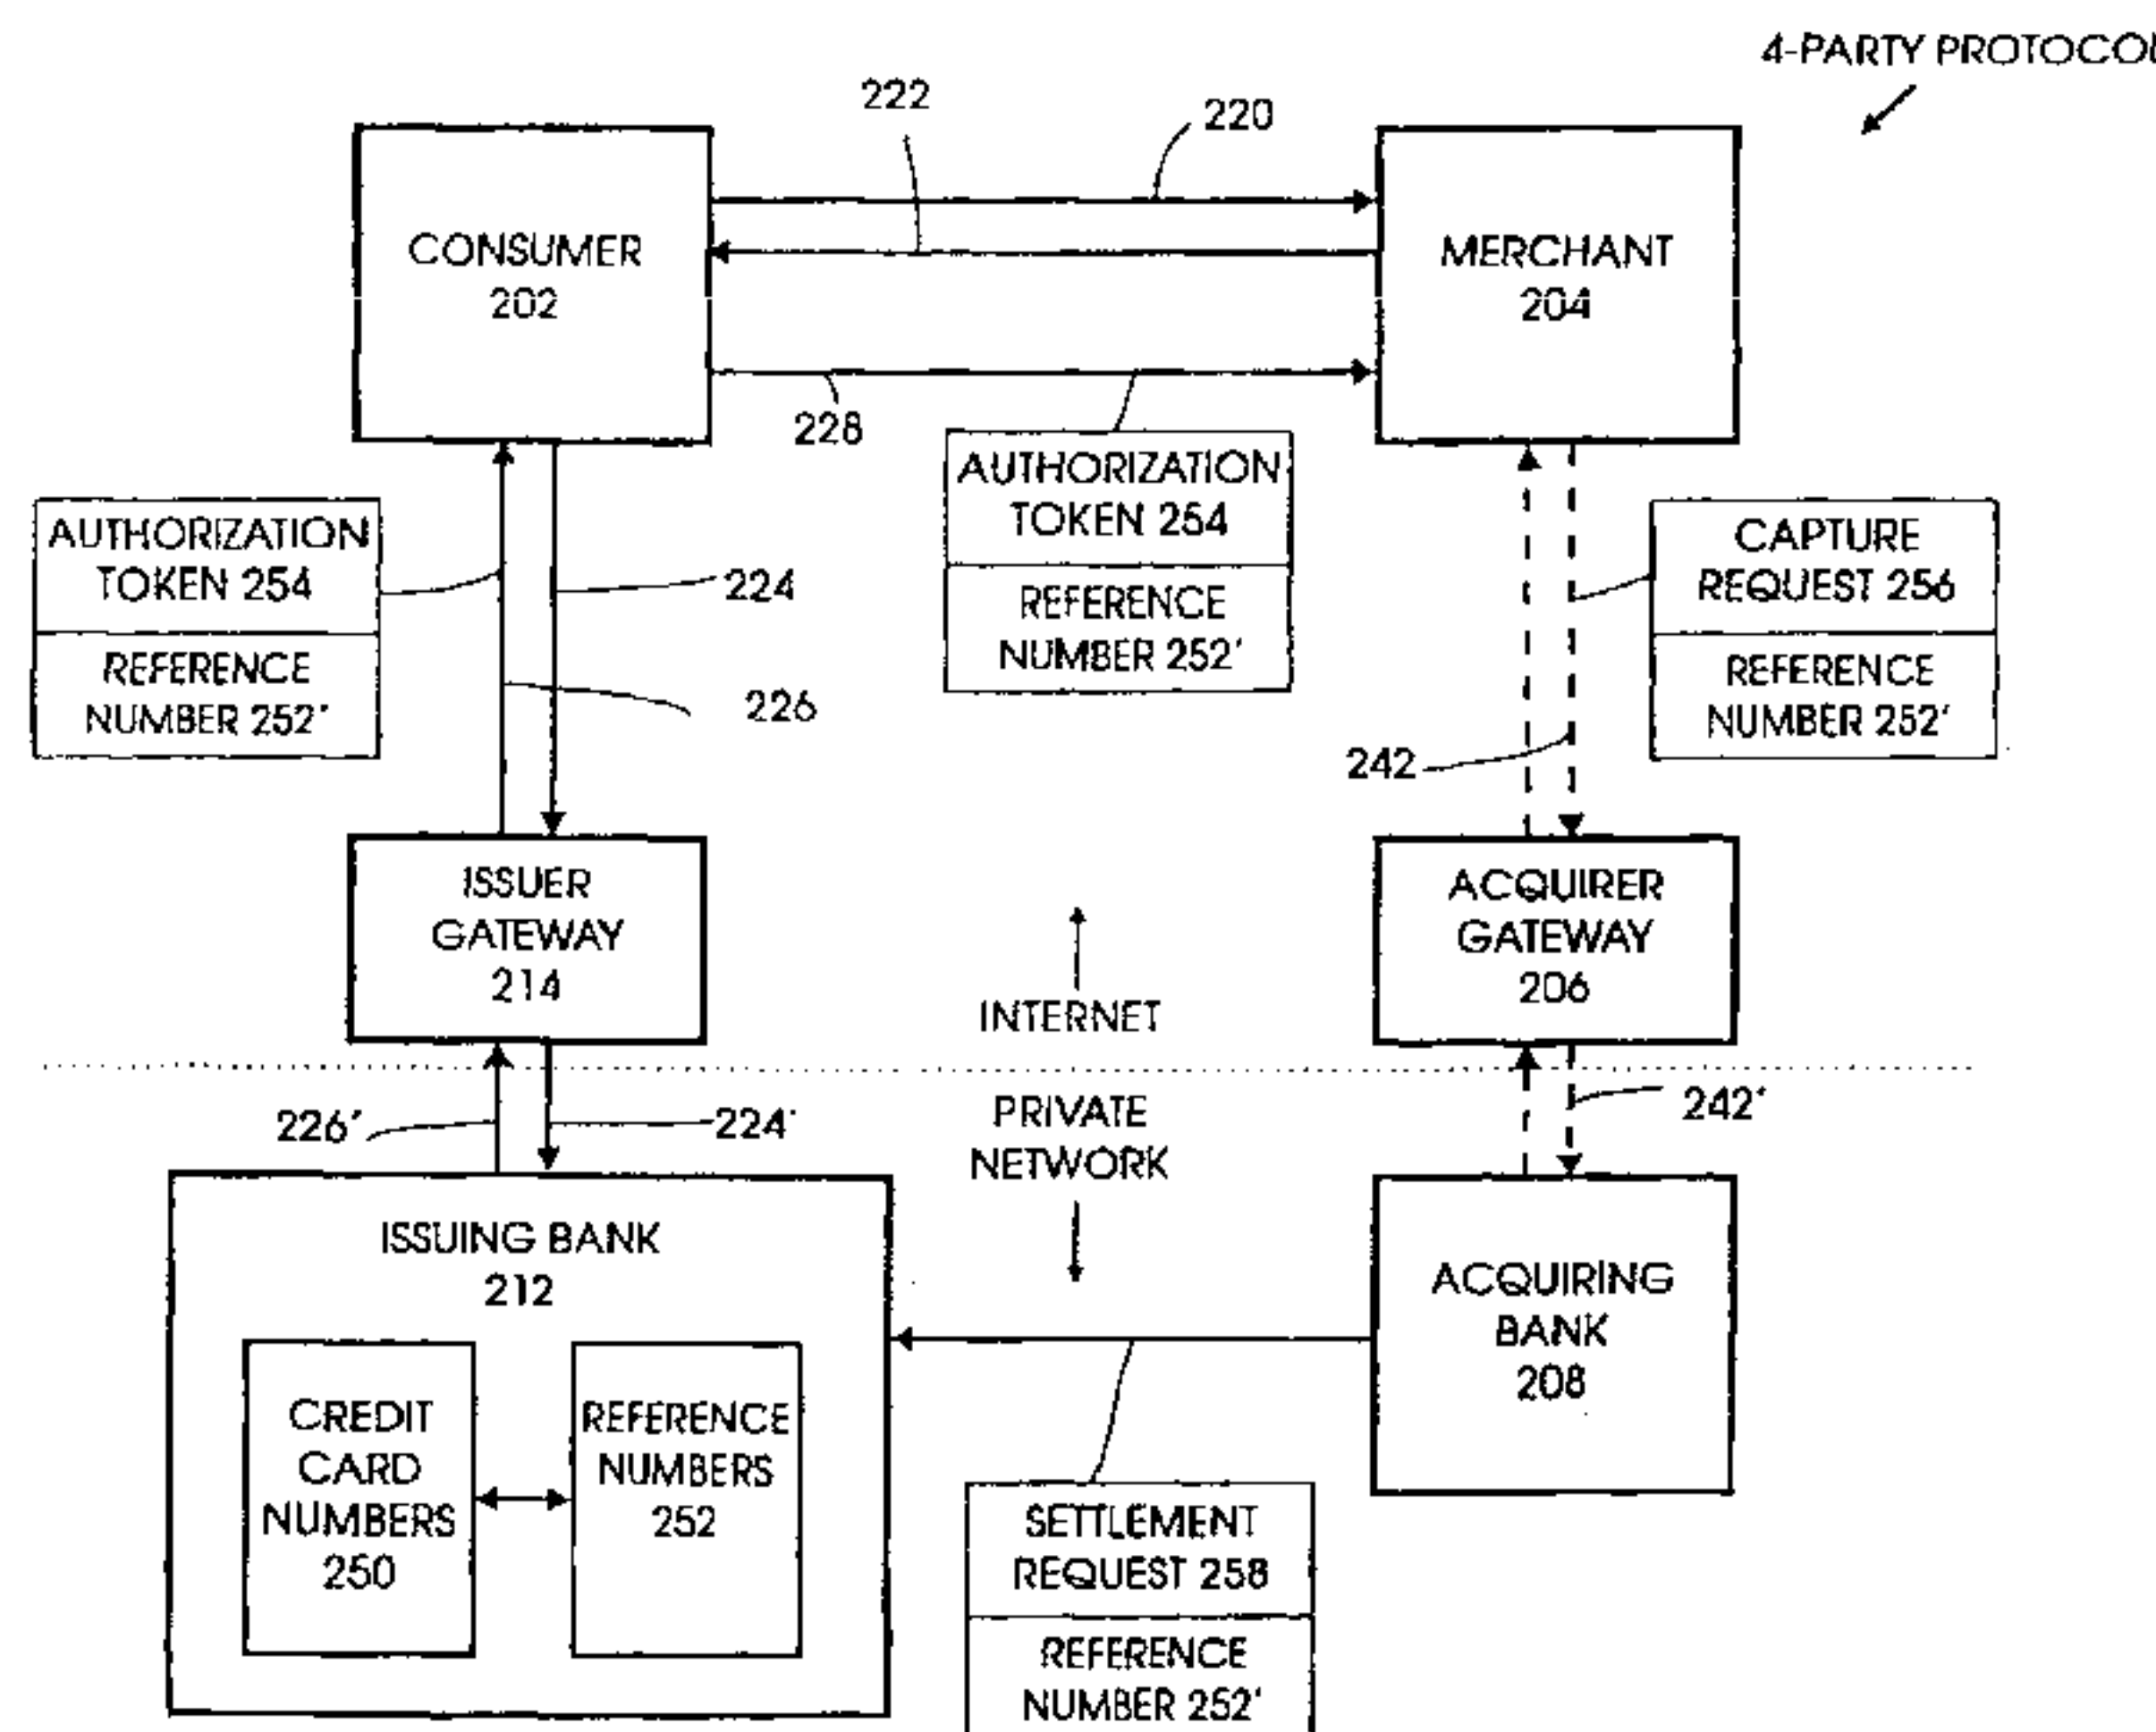 4-PARTY PROTOCOL
222
220
CONSUMER
202
MERCHANT
204
228
AUTHORIZATION
TOKEN 254
REFERENCE
NUMBER 252'
AUTHORIZATION
TOKEN 254
REFERENCE
NUMBER 252'
224
226
CAPTURE
REQUEST 256
REFERENCE
NUMBER 252'
242
ISSUER
GATEWAY
214
ACQUIRER
GATEWAY
206
INTERNET
PRIVATE
NETWORK
226'
224'
242'
ISSUING BANK
212
CREDIT
CARD
NUMBERS
250
REFERENCE
NUMBERS
252
ACQUIRING
BANK
208
SETTLEMENT
REQUEST 258
REFERENCE
NUMBER 252'